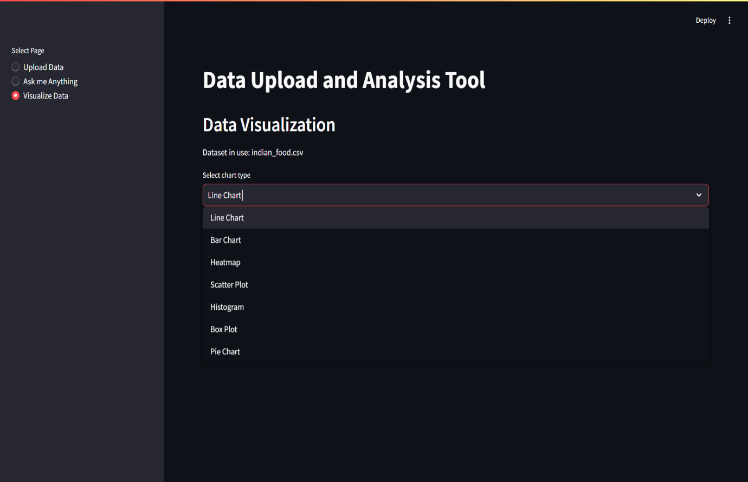 Deploy
Select Page
Upload Data
Ask me Anything
Visualize Data
Data Upload and Analysis Tool
Data Visualization
Dataset in use: indian_food.csv
Select chart type
Line Chart
Line Chart
Bar Chart
Heatmap
Scatter Plot
Histogram
Box Plot
Pie Chart